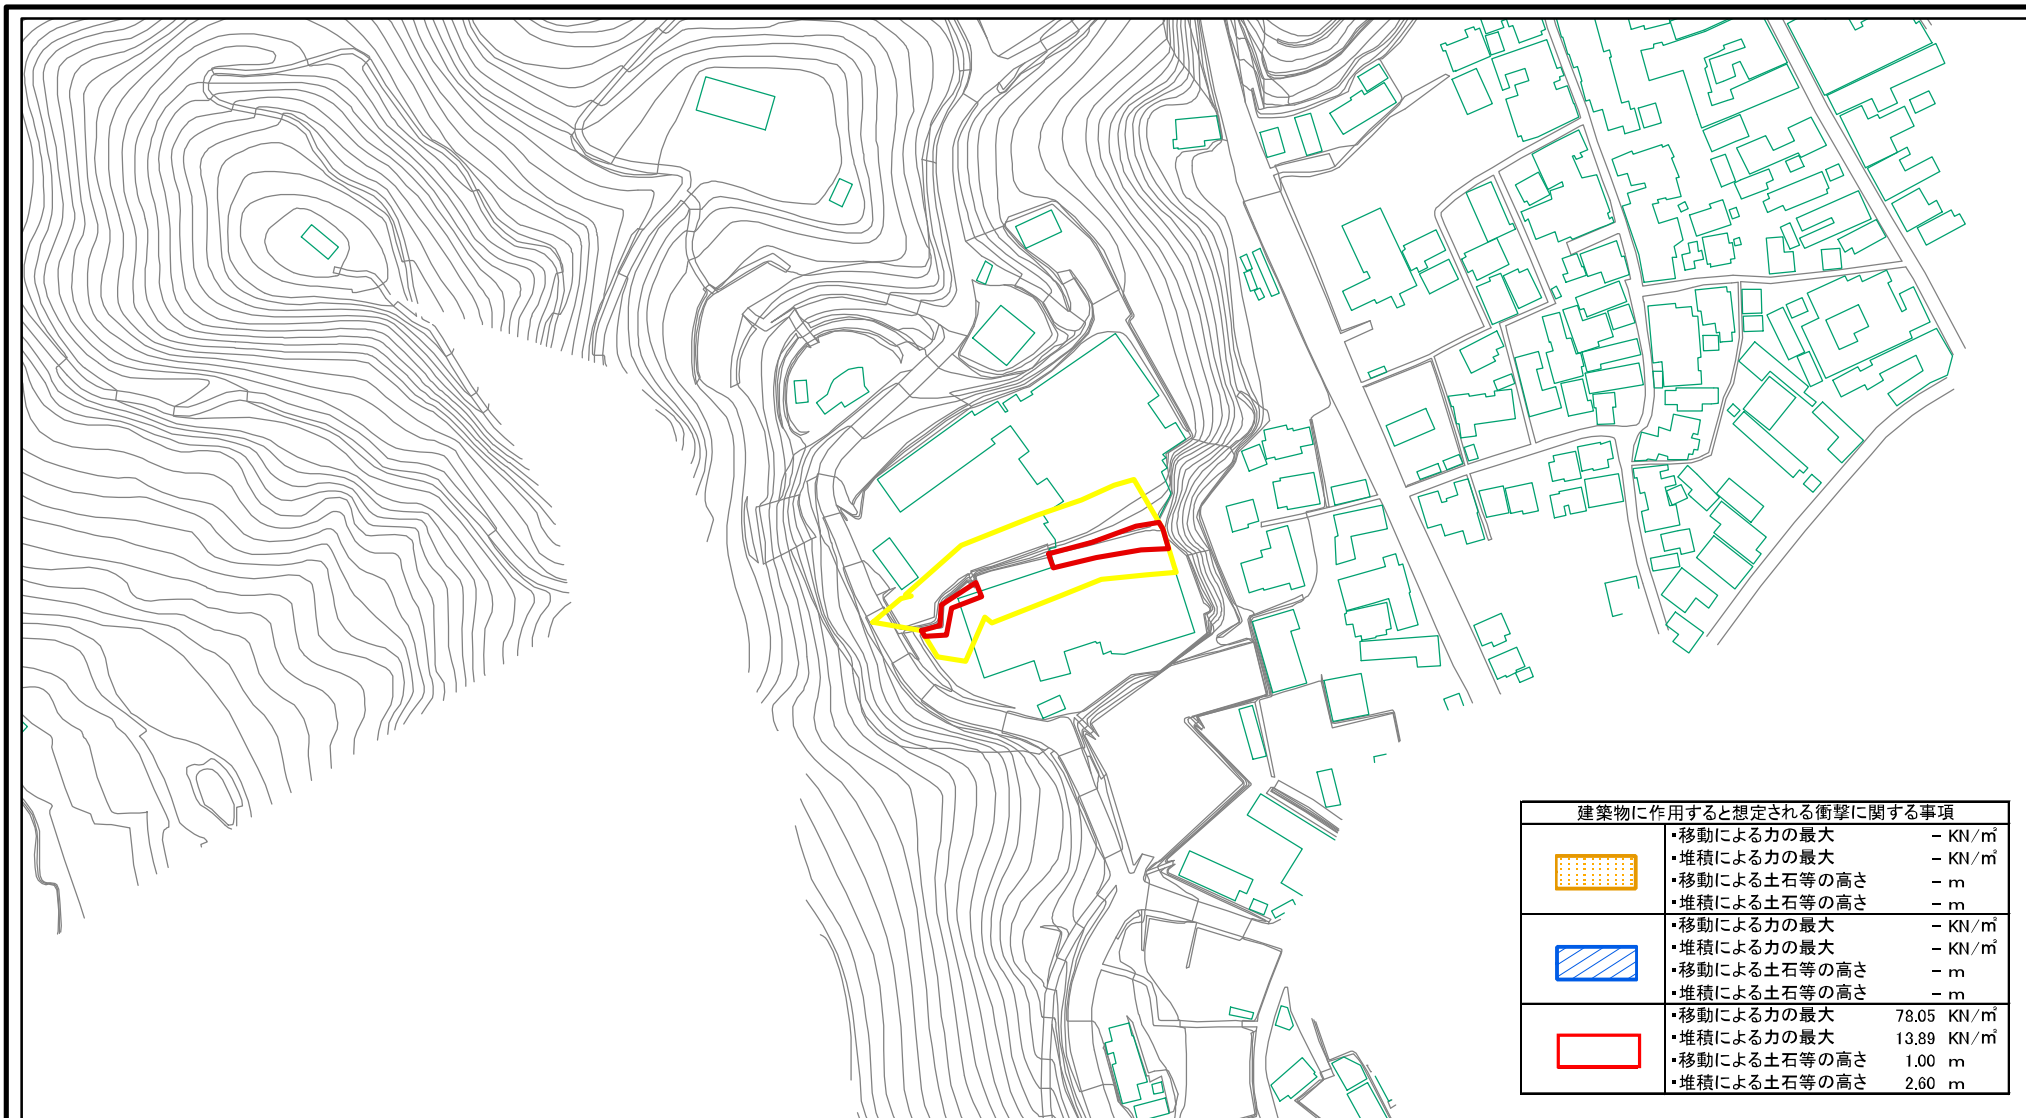 建築物に作用すると想定される衝撃に関する事項
・移動による力の最大 － KN/㎡
・堆積による力の最大 － KN/㎡
・移動による土石等の高さ － m
・堆積による土石等の高さ － m
・移動による力の最大 － KN/㎡
・堆積による力の最大 － KN/㎡
・移動による土石等の高さ － m
・堆積による土石等の高さ － m
・移動による力の最大 78.05 KN/㎡
・堆積による力の最大 13.89 KN/㎡
・移動による土石等の高さ 1.00 m
・堆積による土石等の高さ 2.60 m